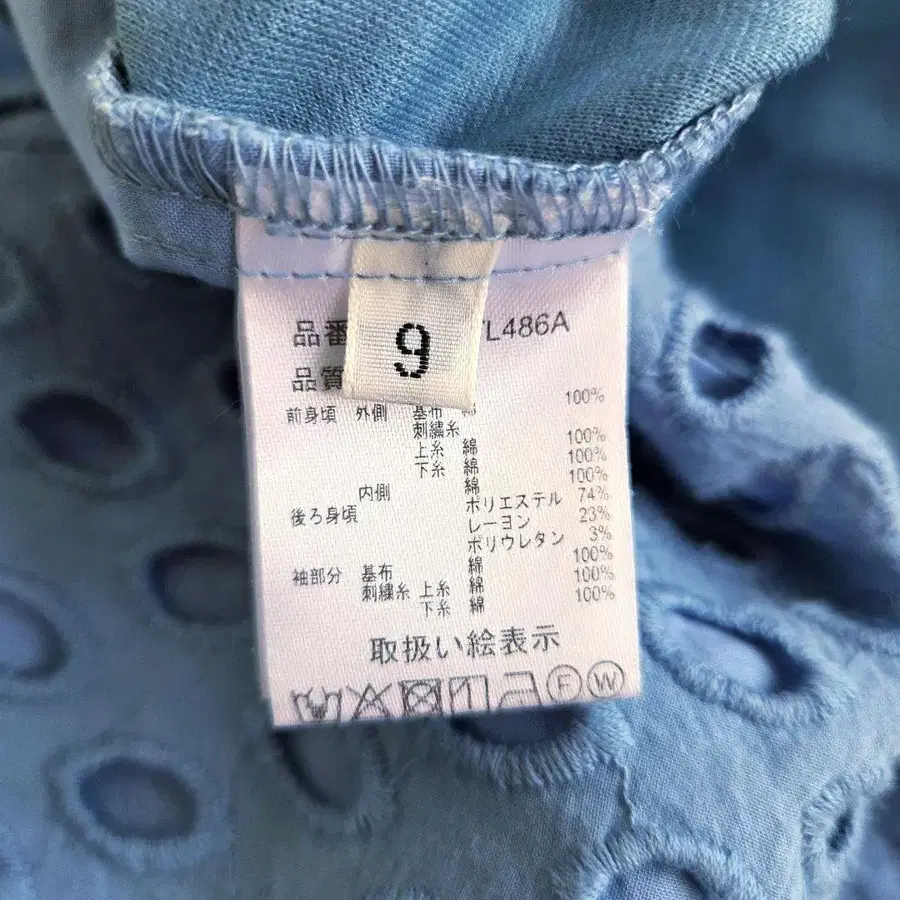 品番 L486A
9
品質
前身頃 外側 基布 綿 100%
刺繍糸
上糸 綿 100%
下糸 綿 100%
内側 綿 100%
後ろ身頃 ポリエステル 74%
レーヨン 23%
ポリウレタン 3%
袖部分 基布 綿 100%
刺繍糸 上糸 綿 100%
下糸 綿 100%
取扱い絵表示
F W